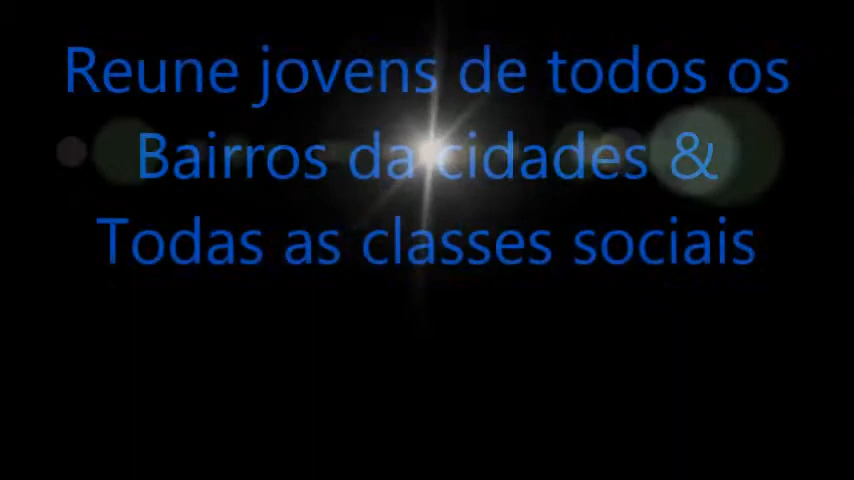 Reune jovens de todos os
Bairros da cidades &
Todas as classes sociais